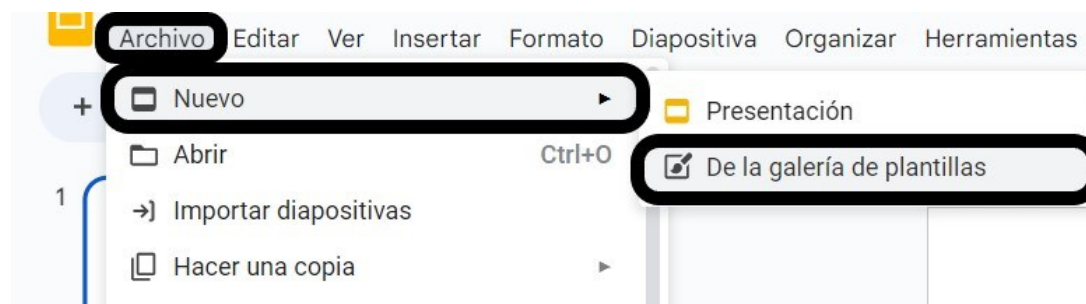 Archivo Editar Ver Insertar Formato Diapositiva Organizar Herramientas
Nuevo
Presentación
Abrir Ctrl+O
De la galería de plantillas
1
Importar diapositivas
Hacer una copia